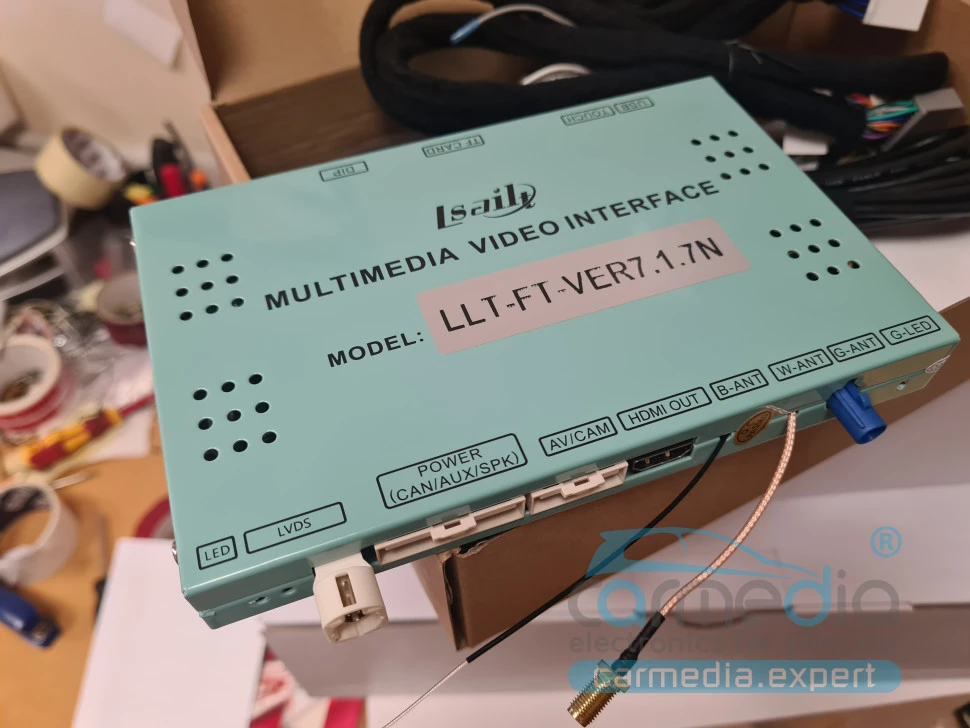 DIP
TF CARD
TOUCH
USB
Lsailt
MULTIMEDIA VIDEO INTERFACE
MODEL: LLT-FT-VER7.1.7N
LED
LVDS
POWER
(CAN/AUX/SPK)
AV/CAM
HDMI OUT
B-ANT
W-ANT
G-ANT
G-LED
carmedia ®
carmedia.expert